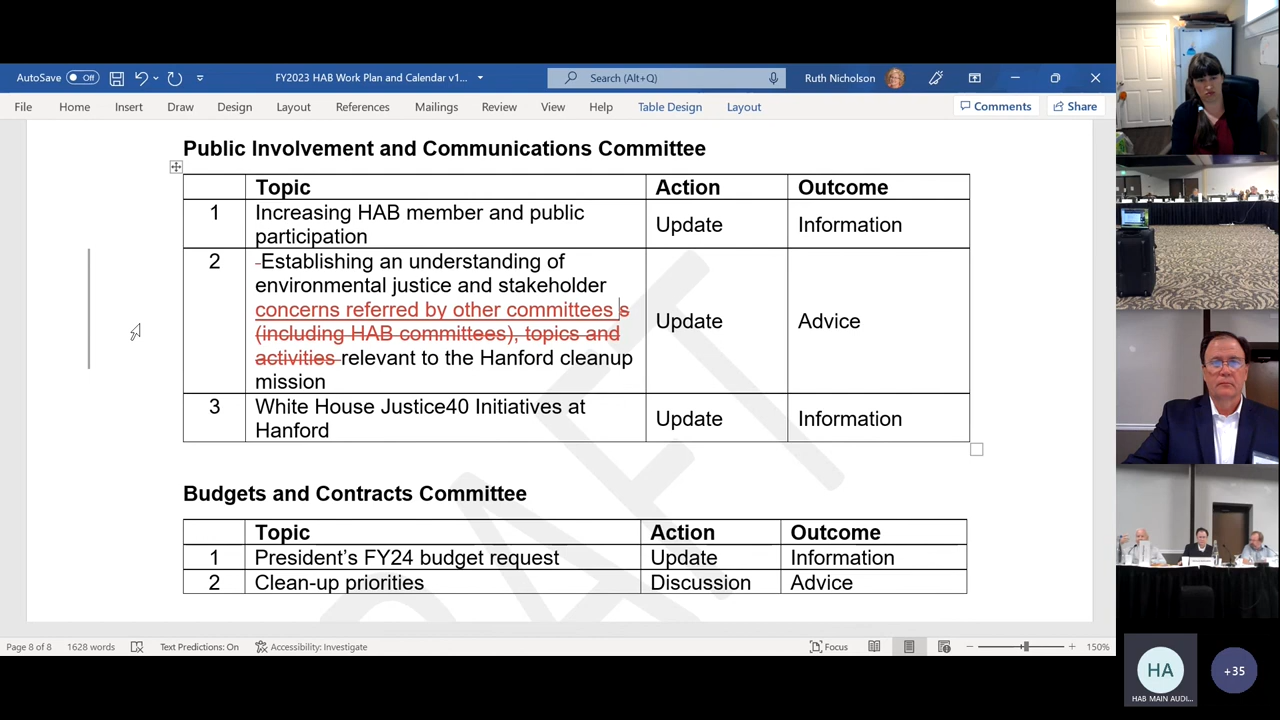 AutoSave Off FY2023 HAB Work Plan and Calendar v1... Search (Alt+Q) Ruth Nicholson
File Home Insert Draw Design Layout References Mailings Review View Help Table Design Layout Comments Share
Public Involvement and Communications Committee
Topic Action Outcome
1 Increasing HAB member and public
participation
Update Information
2 -Establishing an understanding of
environmental justice and stakeholder
concerns referred by other committees s
(including HAB committees), topics and
activities relevant to the Hanford cleanup
mission
Update Advice
3 White House Justice40 Initiatives at
Hanford
Update Information
Budgets and Contracts Committee
Topic Action Outcome
1 President’s FY24 budget request Update Information
2 Clean-up priorities Discussion Advice
DRAFT
Page 8 of 8 1628 words Text Predictions: On Accessibility: Investigate Focus 150%
HA
HAB MAIN AUDI...
+35